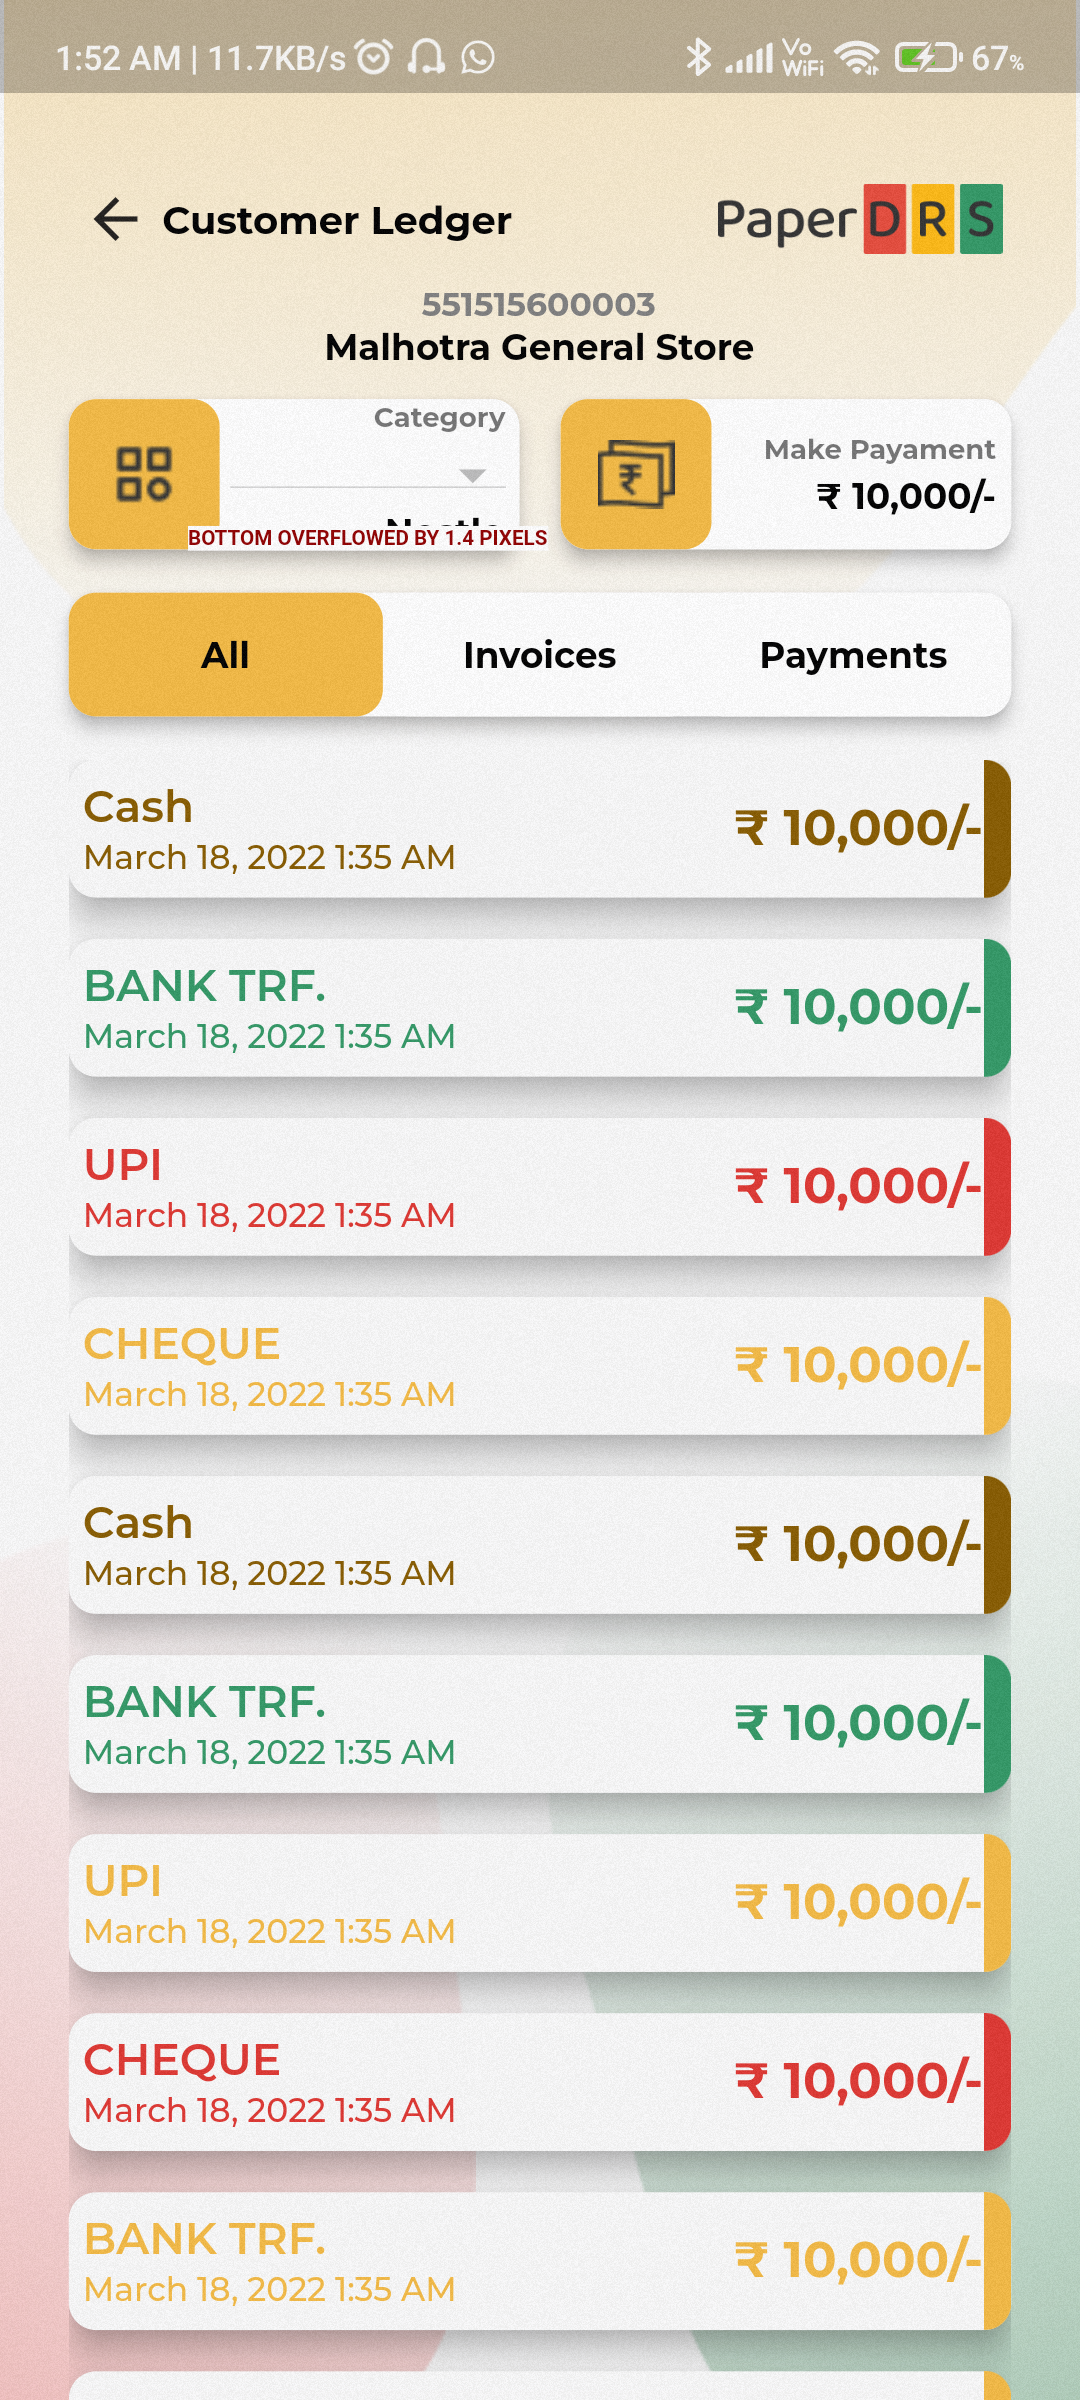 1:52 AM | 11.7KB/s Vo WiFi 67%
Customer Ledger
Paper DRS
551515600003
Malhotra General Store
Category
Nestle
BOTTOM OVERFLOWED BY 1.4 PIXELS
Make Payament
₹ 10,000/-
All Invoices Payments
Cash
March 18, 2022 1:35 AM
₹ 10,000/-
BANK TRF.
March 18, 2022 1:35 AM
₹ 10,000/-
UPI
March 18, 2022 1:35 AM
₹ 10,000/-
CHEQUE
March 18, 2022 1:35 AM
₹ 10,000/-
Cash
March 18, 2022 1:35 AM
₹ 10,000/-
BANK TRF.
March 18, 2022 1:35 AM
₹ 10,000/-
UPI
March 18, 2022 1:35 AM
₹ 10,000/-
CHEQUE
March 18, 2022 1:35 AM
₹ 10,000/-
BANK TRF.
March 18, 2022 1:35 AM
₹ 10,000/-